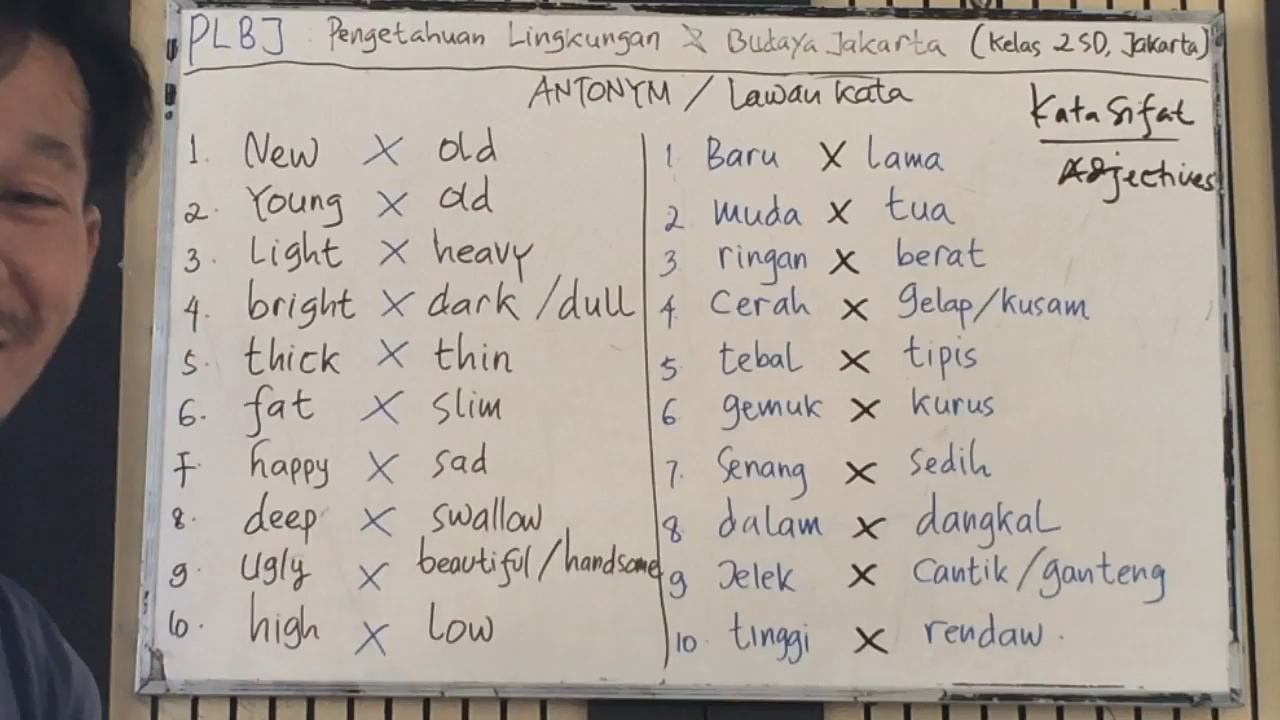 PLBJ : Pengetahuan Lingkungan & Budaya Jakarta (Kelas 2 SD, Jakarta)
ANTONYM / Lawan kata
Kata Sifat
Adjectives
1. New X old
2. Young X old
3. Light X heavy
4. bright X dark / dull
5. thick X thin
6. fat X slim
7. happy X sad
8. deep X swallow
9. Ugly X beautiful / handsome
10. high X Low
1 Baru X lama
2 muda X tua
3 ringan X berat
4. Cerah X gelap/kusam
5 tebal X tipis
6 gemuk X kurus
7. Senang X Sedih
8 dalam X dangkal
9 Jelek X Cantik / ganteng
10. tinggi X rendaw.